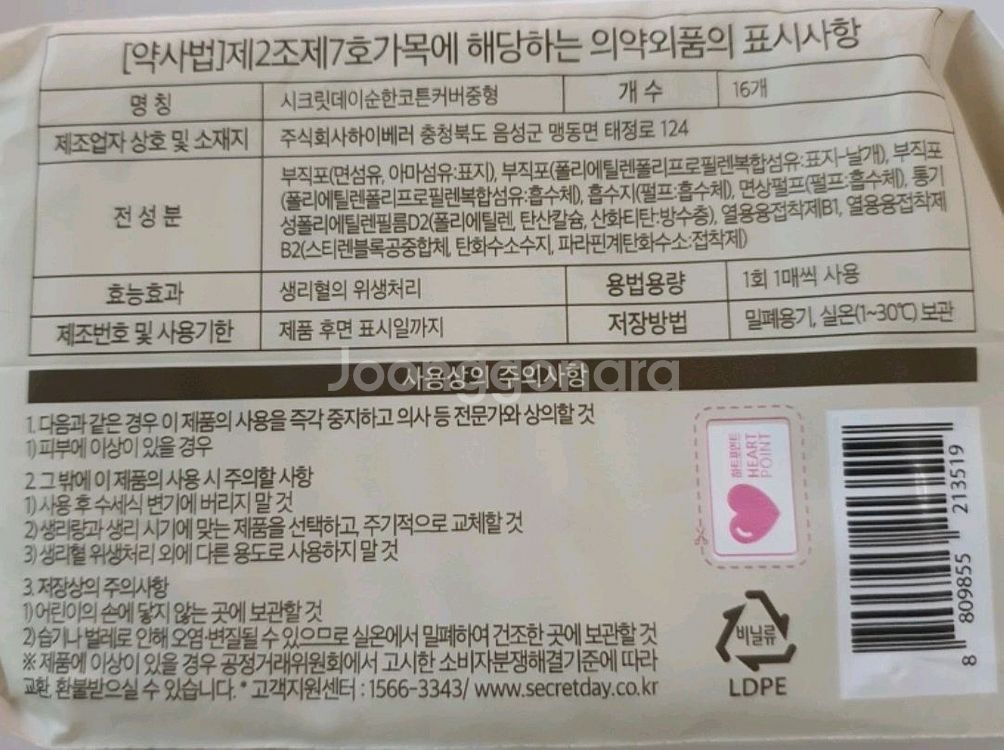 [약사법]제2조제7호가목에 해당하는 의약외품의 표시사항
명 칭 시크릿데이순한코튼커버중형 개 수 16개
제조업자 상호 및 소재지 주식회사하이베러 충청북도 음성군 맹동면 태정로 124
전 성 분
부직포(면섬유, 아마섬유:표지), 부직포(폴리에틸렌폴리프로필렌복합섬유:표지-날개), 부직포
(폴리에틸렌폴리프로필렌복합섬유:흡수체), 흡수지(펄프:흡수체), 면상펄프(펄프:흡수체), 통기
성폴리에틸렌필름D2(폴리에틸렌, 탄산칼슘, 산화티탄:방수층), 열용융접착제B1, 열용융접착제
B2(스티렌블록공중합체, 탄화수소수지, 파라핀계탄화수소:접착제)
효능효과 생리혈의 위생처리 용법용량 1회 1매씩 사용
제조번호 및 사용기한 제품 후면 표시일까지 저장방법 밀폐용기, 실온(1~30℃) 보관
사용상의 주의사항
Joonggonara
1. 다음과 같은 경우 이 제품의 사용을 즉각 중지하고 의사 등 전문가와 상의할 것
1) 피부에 이상이 있을 경우
2. 그 밖에 이 제품의 사용 시 주의할 사항
1) 사용 후 수세식 변기에 버리지 말 것
2) 생리량과 생리 시기에 맞는 제품을 선택하고, 주기적으로 교체할 것
3) 생리혈 위생처리 외에 다른 용도로 사용하지 말 것
3. 저장상의 주의사항
1) 어린이의 손에 닿지 않는 곳에 보관할 것
2) 습기나 벌레로 인해 오염·변질될 수 있으므로 실온에서 밀폐하여 건조한 곳에 보관할 것
※ 제품에 이상이 있을 경우 공정거래위원회에서 고시한 소비자분쟁해결기준에 따라
교환, 환불받으실 수 있습니다. * 고객지원센터 : 1566-3343/ www.secretday.co.kr
하트포인트
HEART
POINT
비닐류
LDPE
8 809855 213519